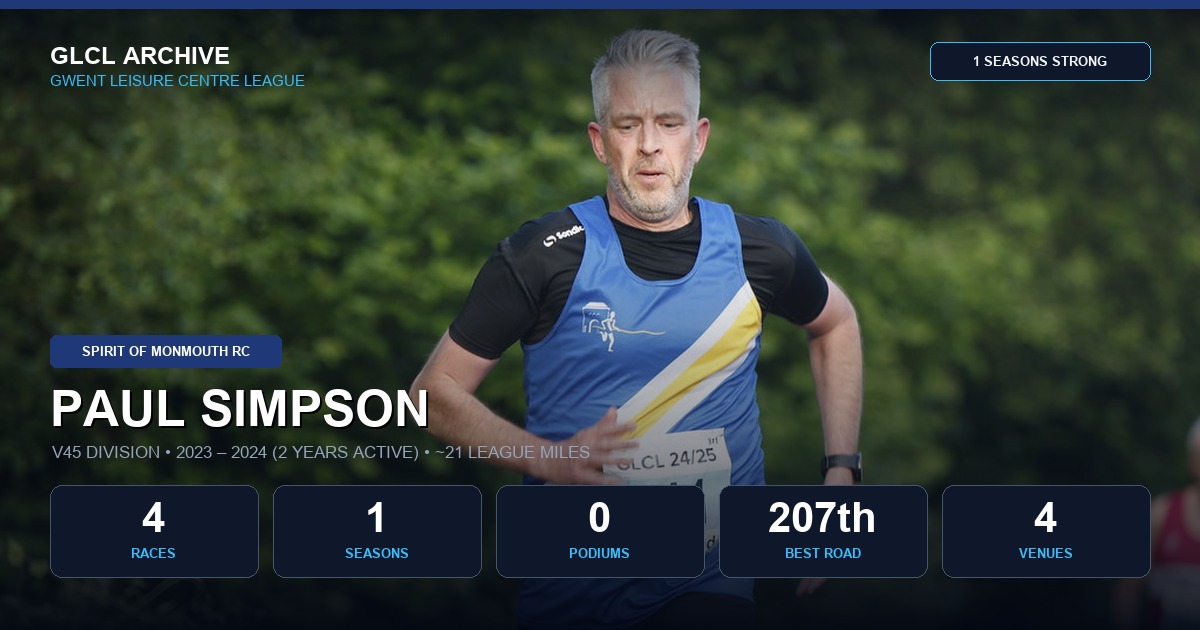 GLCL ARCHIVE
GWENT LEISURE CENTRE LEAGUE
1 SEASONS STRONG
SPIRIT OF MONMOUTH RC
PAUL SIMPSON
V45 DIVISION • 2023 – 2024 (2 YEARS ACTIVE) • ~21 LEAGUE MILES
GLCL 24/25
4
RACES
1
SEASONS
0
PODIUMS
207th
BEST ROAD
4
VENUES